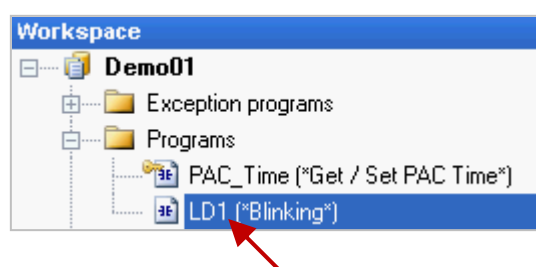 Workspace
Demo01
Exception programs
Programs
PAC_Time (*Get / Set PAC Time*)
LD1 (*Blinking*)